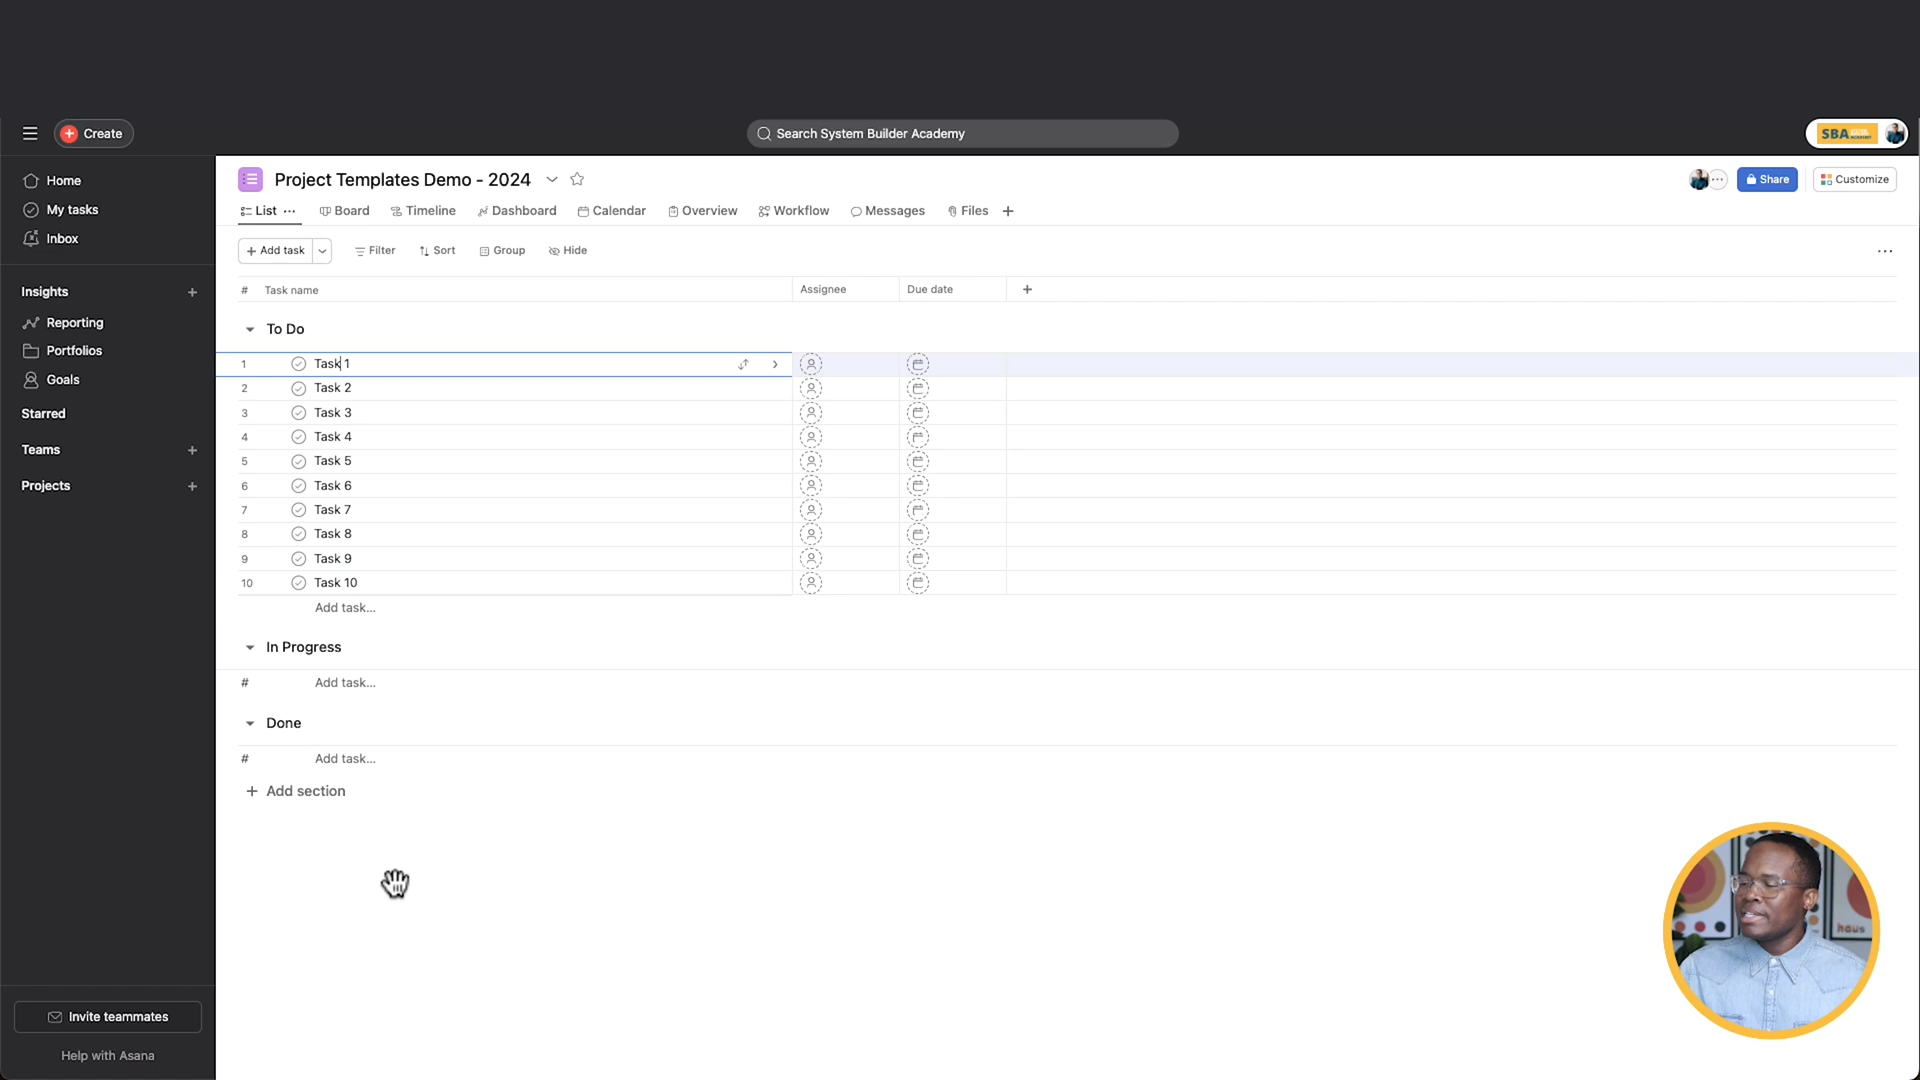 Create
Search System Builder Academy
SBA
Home
My tasks
Inbox
Insights
Reporting
Portfolios
Goals
Starred
Teams
Projects
Invite teammates
Help with Asana
Project Templates Demo - 2024
Share
Customize
List
Board
Timeline
Dashboard
Calendar
Overview
Workflow
Messages
Files
Add task
Filter
Sort
Group
Hide
# Task name Assignee Due date
To Do
1 Task 1
2 Task 2
3 Task 3
4 Task 4
5 Task 5
6 Task 6
7 Task 7
8 Task 8
9 Task 9
10 Task 10
Add task...
In Progress
# Add task...
Done
# Add task...
Add section
haus